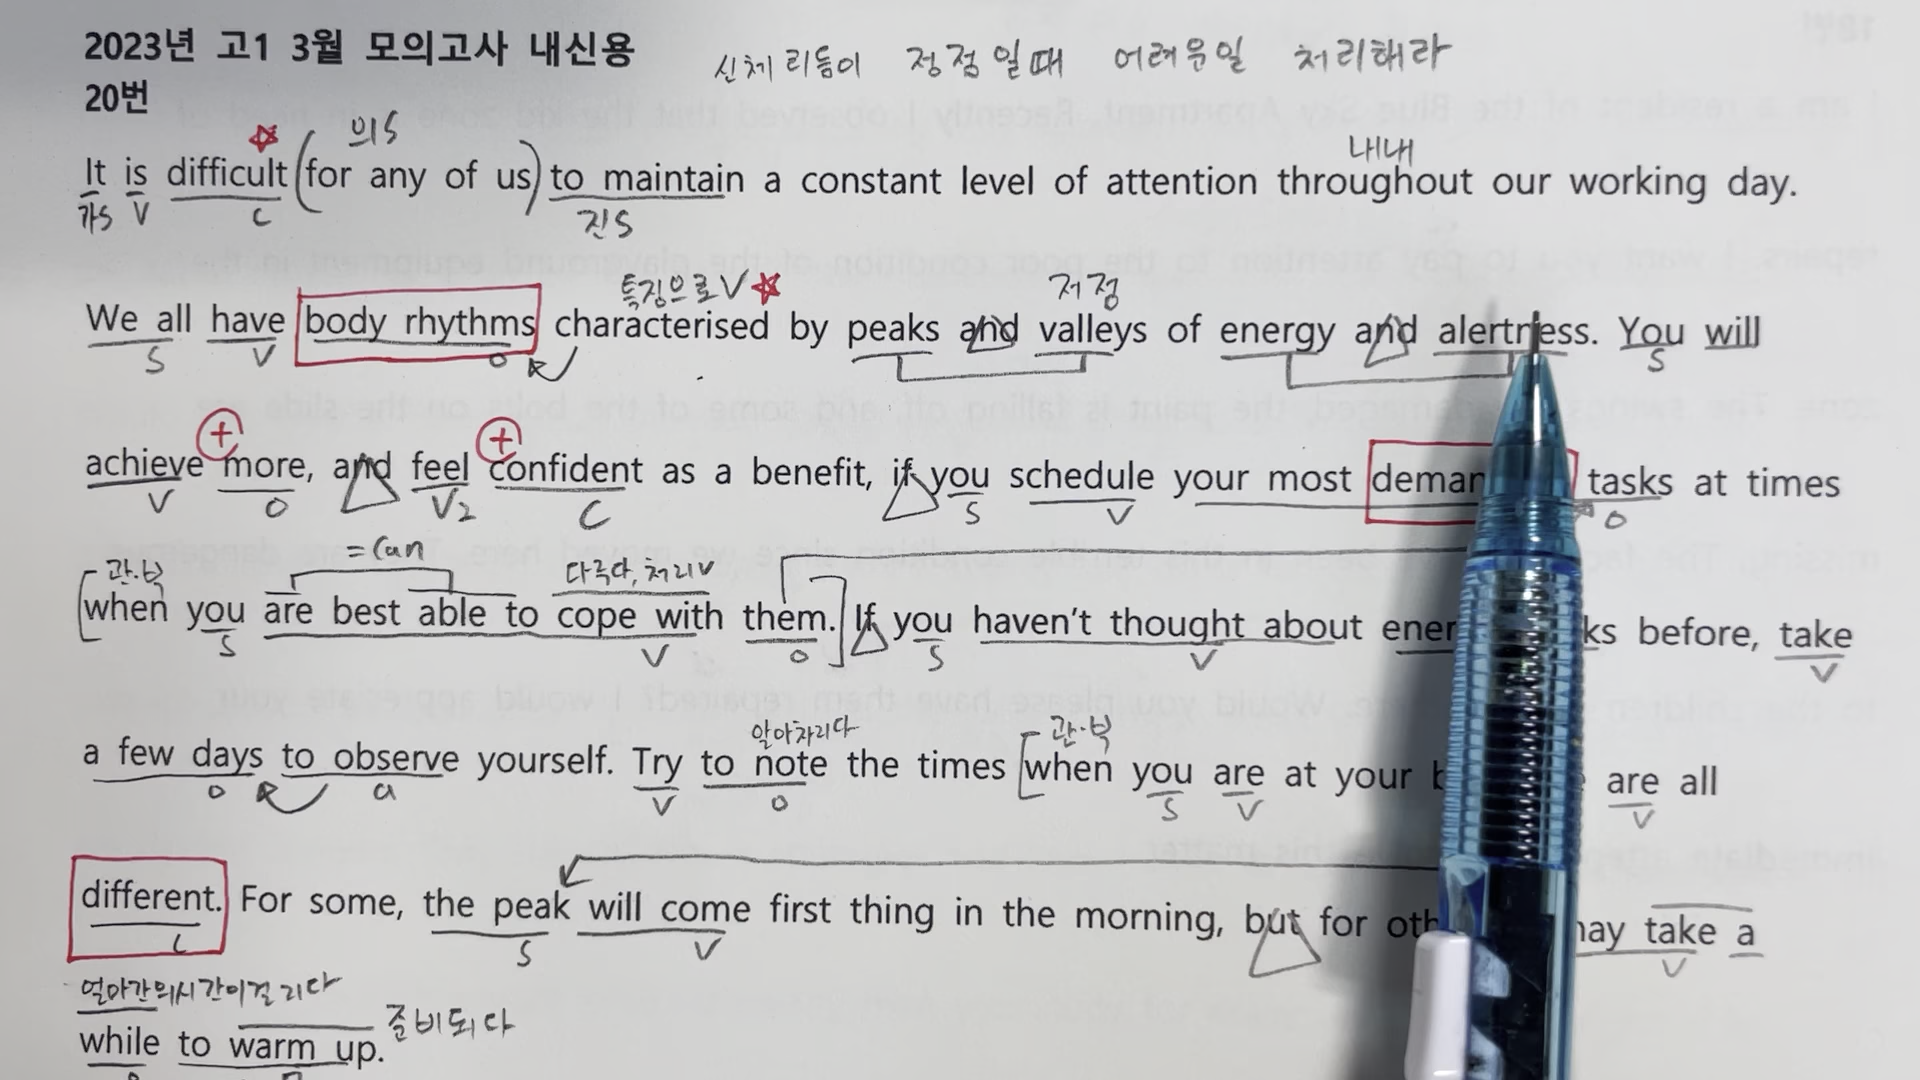 2023년 고1 3월 모의고사 내신용
신체 리듬이 정점일때 어려운일 처리해라
20번
의S
내내
It is difficult (for any of us) to maintain a constant level of attention throughout our working day.
가S V C 진S
특징으로V 저점
We all have body rhythms characterised by peaks and valleys of energy and alertness. You will
S V O S
+ +
achieve more, and feel confident as a benefit, if you schedule your most deman tasks at times
V O V2 C S V O
관.부 = Can 다루다, 처리V
[when you are best able to cope with them.] If you haven't thought about ener ks before, take
S V O S V V
알아차리다 관.부
a few days to observe yourself. Try to note the times [when you are at your b are all
O a V O S V V
different. For some, the peak will come first thing in the morning, but for oth ay take a
C S V V
얼마간의시간이걸리다
준비되다
while to warm up.